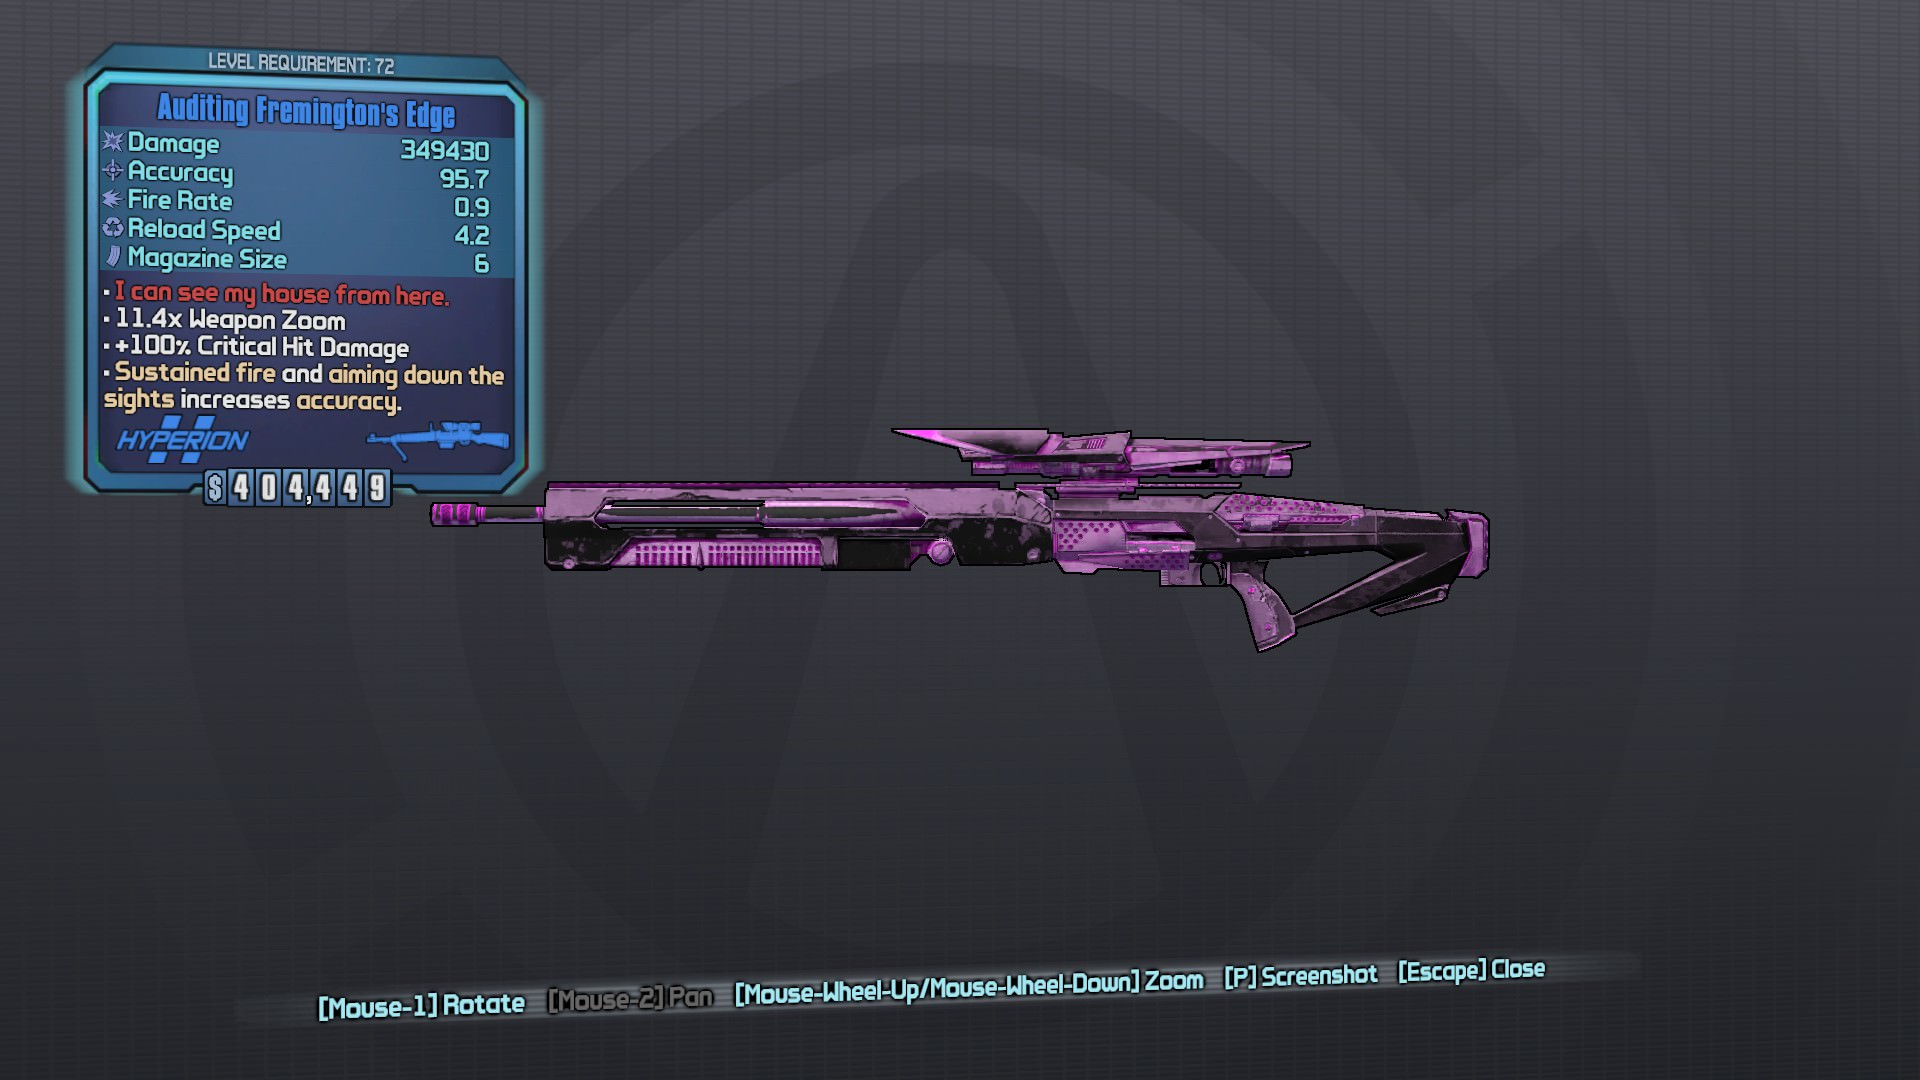 LEVEL REQUIREMENT: 72
Auditing Fremington's Edge
Damage 349430
Accuracy 95.7
Fire Rate 0.9
Reload Speed 4.2
Magazine Size 6
• I can see my house from here.
• 11.4x Weapon Zoom
• +100% Critical Hit Damage
• Sustained fire and aiming down the
sights increases accuracy.
HYPERION
$404,449
[Mouse-1] Rotate [Mouse-2] Pan [Mouse-Wheel-Up/Mouse-Wheel-Down] Zoom [P] Screenshot [Escape] Close